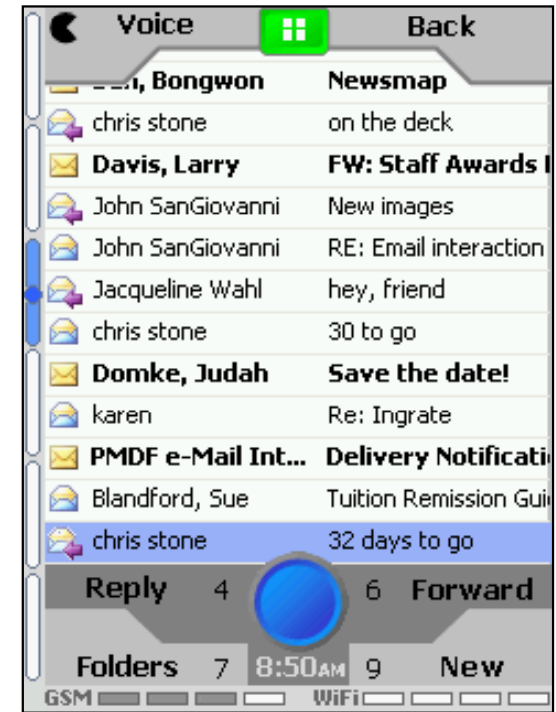 Voice Back
Bongwon Newsmap
chris stone on the deck
Davis, Larry FW: Staff Awards
John SanGiovanni New images
John SanGiovanni RE: Email interaction
Jacqueline Wahl hey, friend
chris stone 30 to go
Domke, Judah Save the date!
karen Re: Ingrate
PMDF e-Mail Int... Delivery Notificati
Blandford, Sue Tuition Remission Gui
chris stone 32 days to go
Reply 4 6 Forward
Folders 7 8:50AM 9 New
GSM WiFi